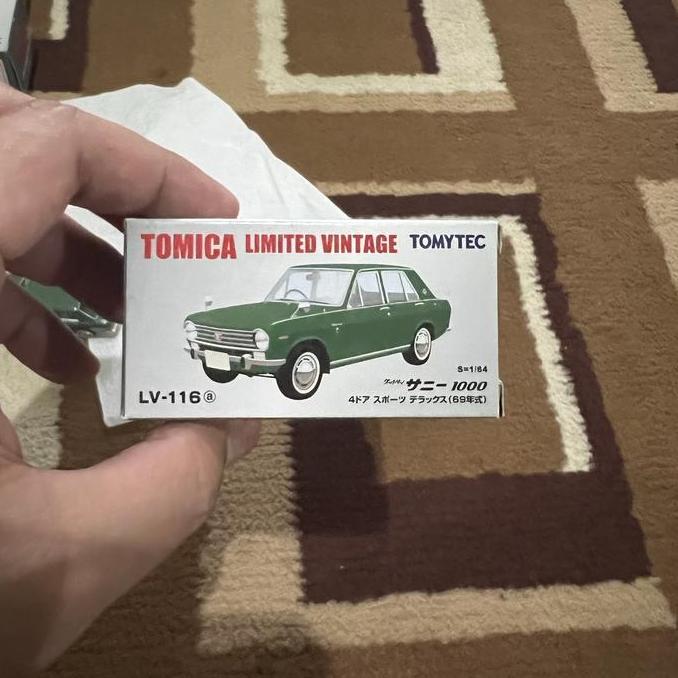 TOMICA LIMITED VINTAGE TOMYTEC
S=1/64
ダットサン サニー 1000
LV-116 ⓐ 4ドア スポーツ デラックス(69年式)